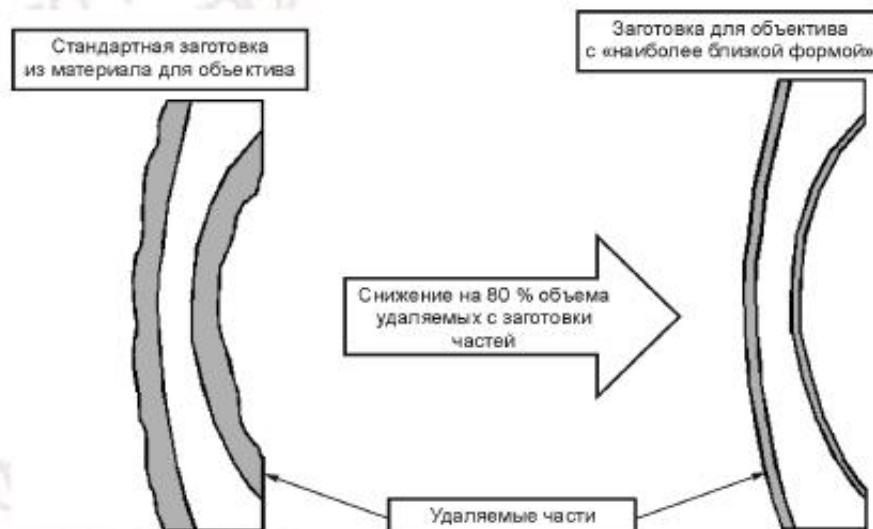 Стандартная заготовка
из материала для объектива
Заготовка для объектива
с «наиболее близкой формой»
Снижение на 80 % объема
удаляемых с заготовки
частей
Удаляемые части